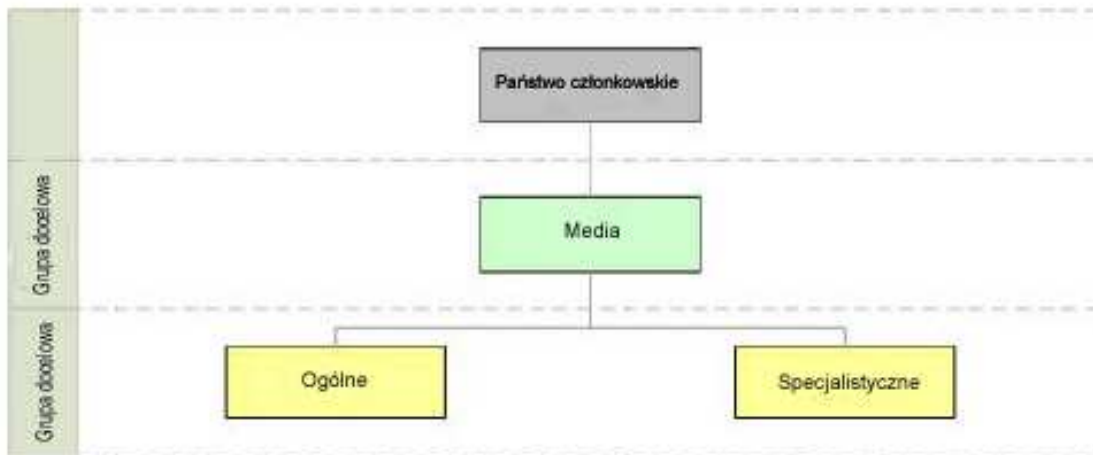 Państwo członkowskie
Grupa docelowa
Media
Grupa docelowa
Ogólne
Specjalistyczne